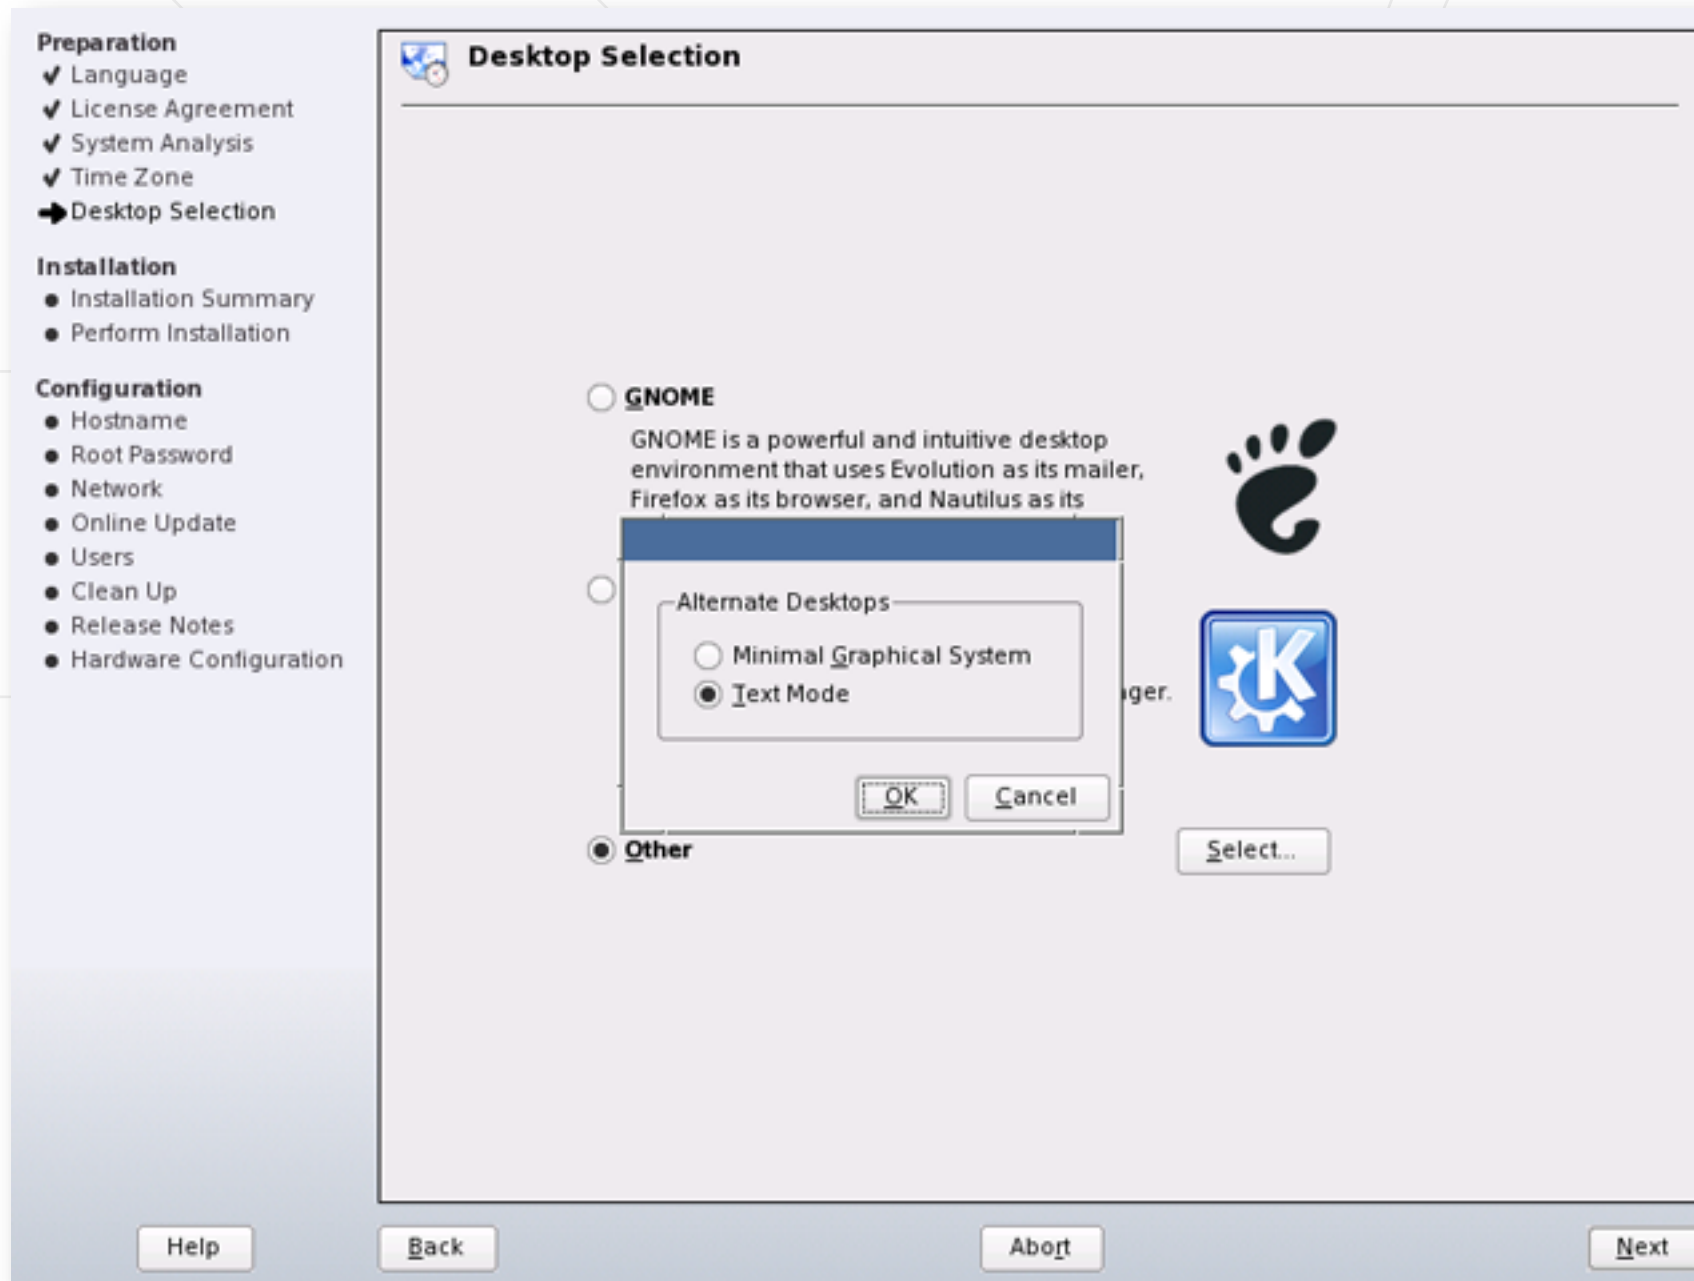 Preparation
Language
License Agreement
System Analysis
Time Zone
Desktop Selection
Installation
Installation Summary
Perform Installation
Configuration
Hostname
Root Password
Network
Online Update
Users
Clean Up
Release Notes
Hardware Configuration
Desktop Selection
GNOME
GNOME is a powerful and intuitive desktop
environment that uses Evolution as its mailer,
Firefox as its browser, and Nautilus as its
Alternate Desktops
Minimal Graphical System
Text Mode
OK Cancel
Other Select...
Help Back Abort Next